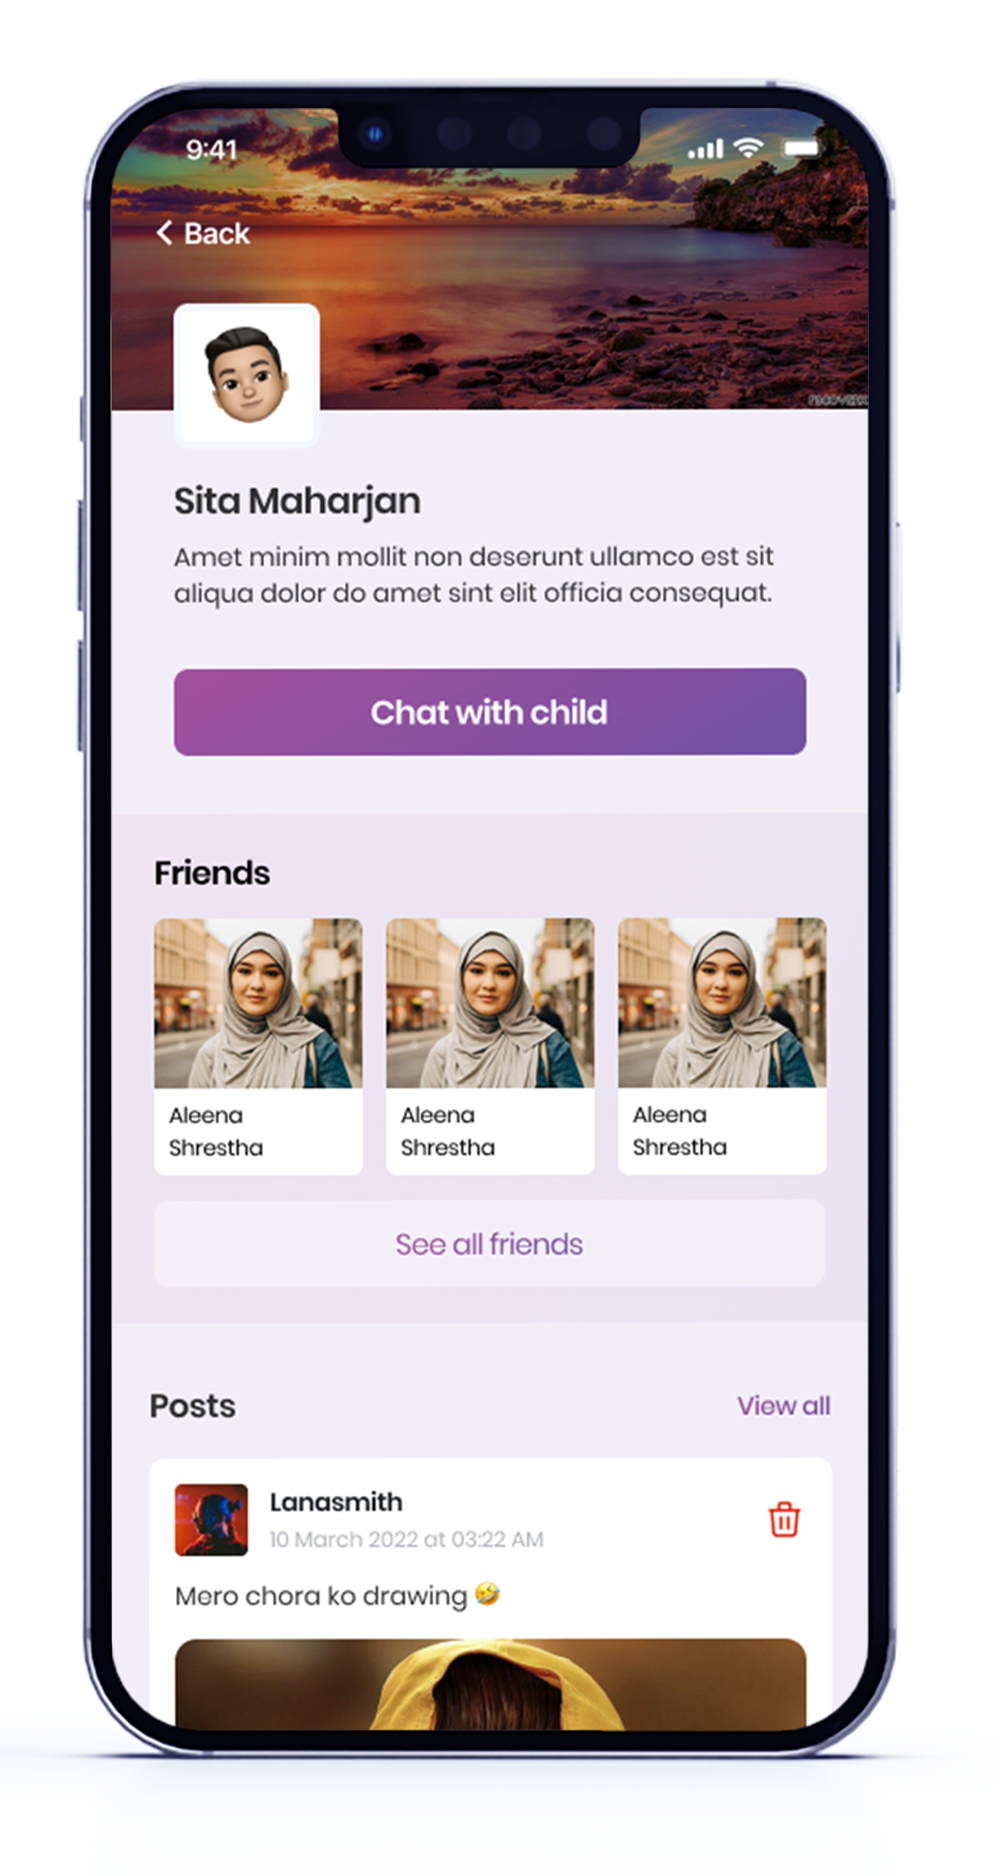 9:41
Back
Sita Maharjan
Amet minim mollit non deserunt ullamco est sit
aliqua dolor do amet sint elit officia consequat.
Chat with child
Friends
Aleena
Shrestha
Aleena
Shrestha
Aleena
Shrestha
See all friends
Posts
View all
Lanasmith
10 March 2022 at 03:22 AM
Mero chora ko drawing 🤣